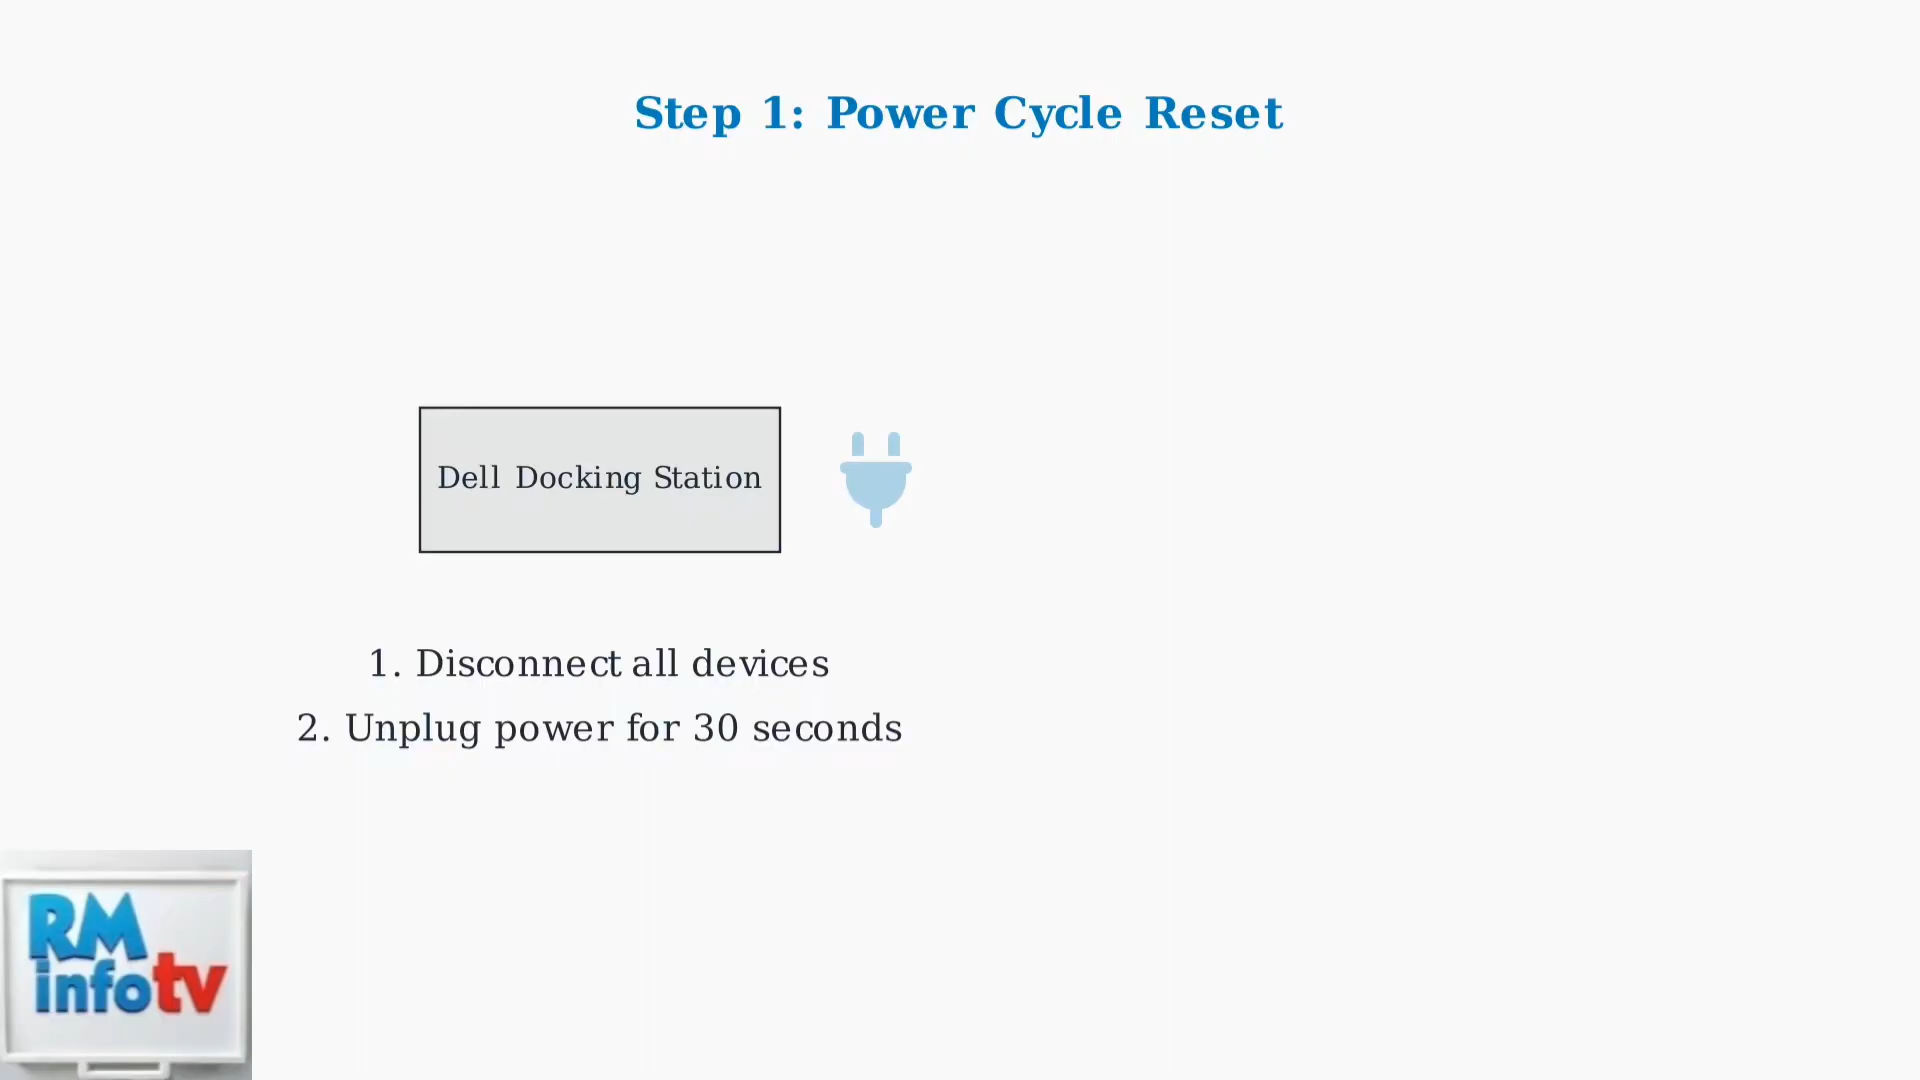 Step 1: Power Cycle Reset
Dell Docking Station
1. Disconnect all devices
2. Unplug power for 30 seconds
RM
infotv